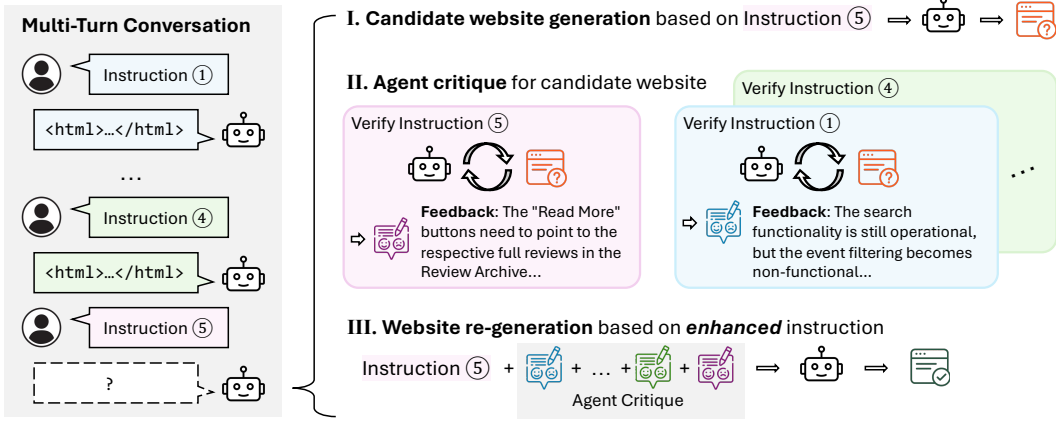 Multi-Turn Conversation
Instruction ①
<html>…</html>
...
Instruction ④
<html>…</html>
Instruction ⑤
?
I. Candidate website generation based on Instruction ⑤
II. Agent critique for candidate website
Verify Instruction ⑤
Feedback: The "Read More"
buttons need to point to the
respective full reviews in the
Review Archive...
Verify Instruction ④
...
Verify Instruction ①
Feedback: The search
functionality is still operational,
but the event filtering becomes
non-functional...
III. Website re-generation based on enhanced instruction
Instruction ⑤ + + ... + +
Agent Critique